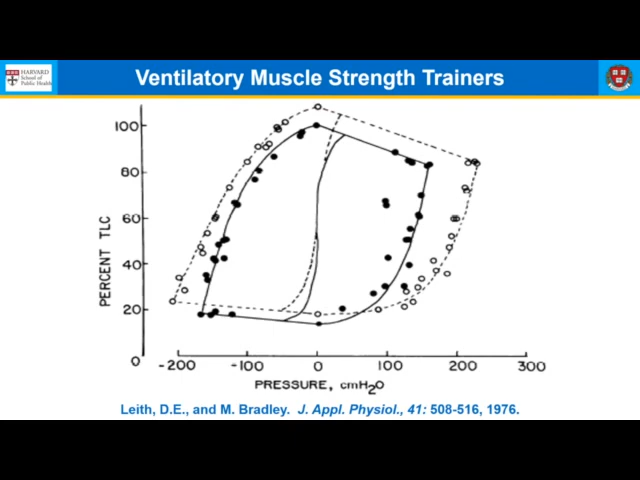 HARVARD
School of
Public Health
Ventilatory Muscle Strength Trainers
100
80
60
40
20
0
PERCENT TLC
-200 -100 0 100 200 300
PRESSURE, cmH2O
Leith, D.E., and M. Bradley. J. Appl. Physiol., 41: 508-516, 1976.